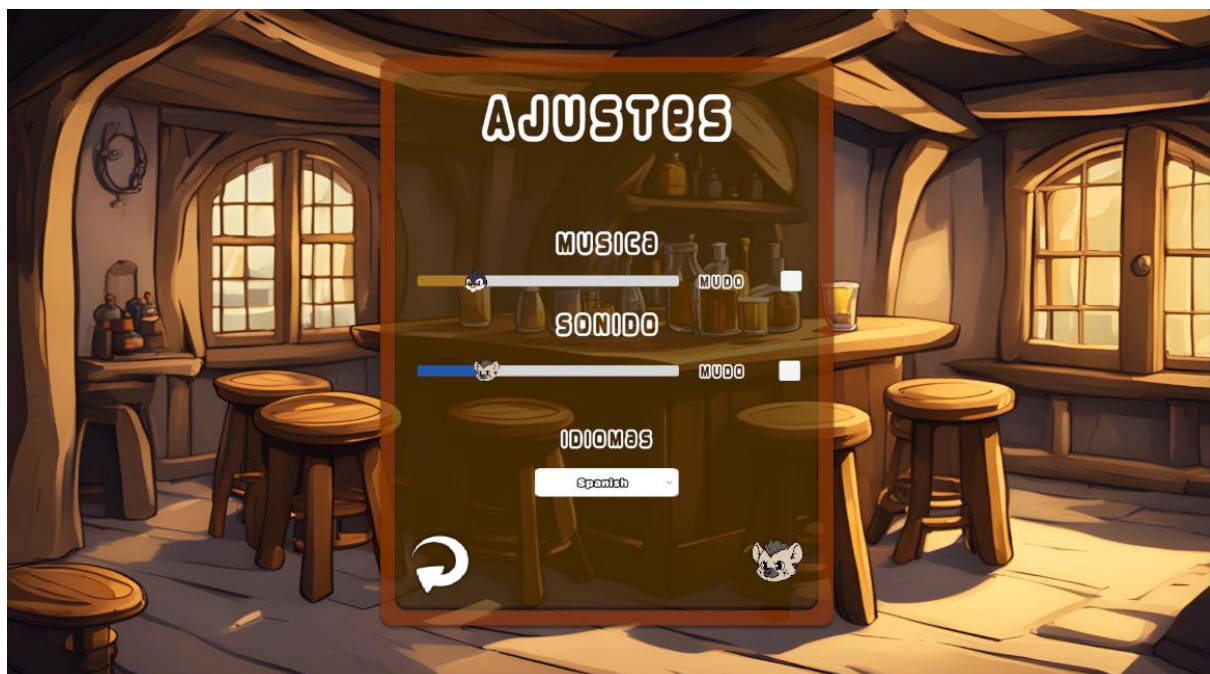 AJUSTES
MUSICA
MUDO
SONIDO
MUDO
IDIOMAS
Spanish